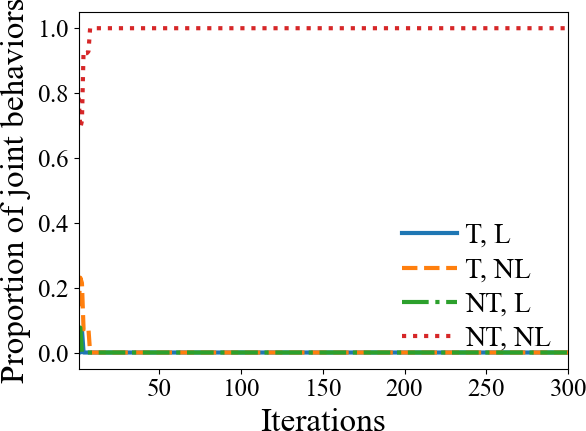 Proportion of joint behaviors
1.0
0.8
0.6
0.4
0.2
0.0
T, L
T, NL
NT, L
NT, NL
50
100
150
200
250
300
Iterations